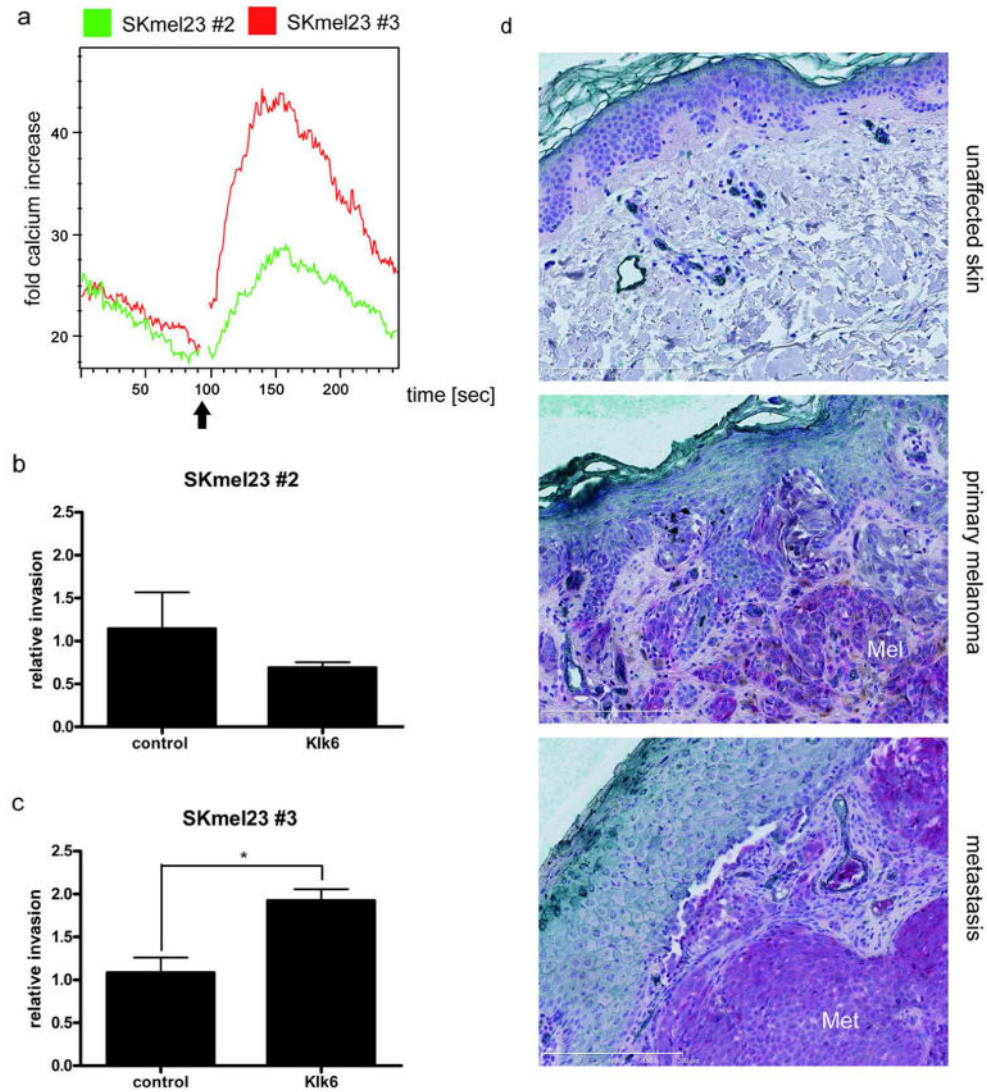 a
SKmel23 #2 SKmel23 #3
fold calcium increase
40
30
20
50 100 150 200
time [sec]
b
SKmel23 #2
relative invasion
2.5
2.0
1.5
1.0
0.5
0.0
control Klk6
c
SKmel23 #3
relative invasion
2.5
2.0
1.5
1.0
0.5
0.0
*
control Klk6
d
unaffected skin
primary melanoma
Mel
metastasis
Met